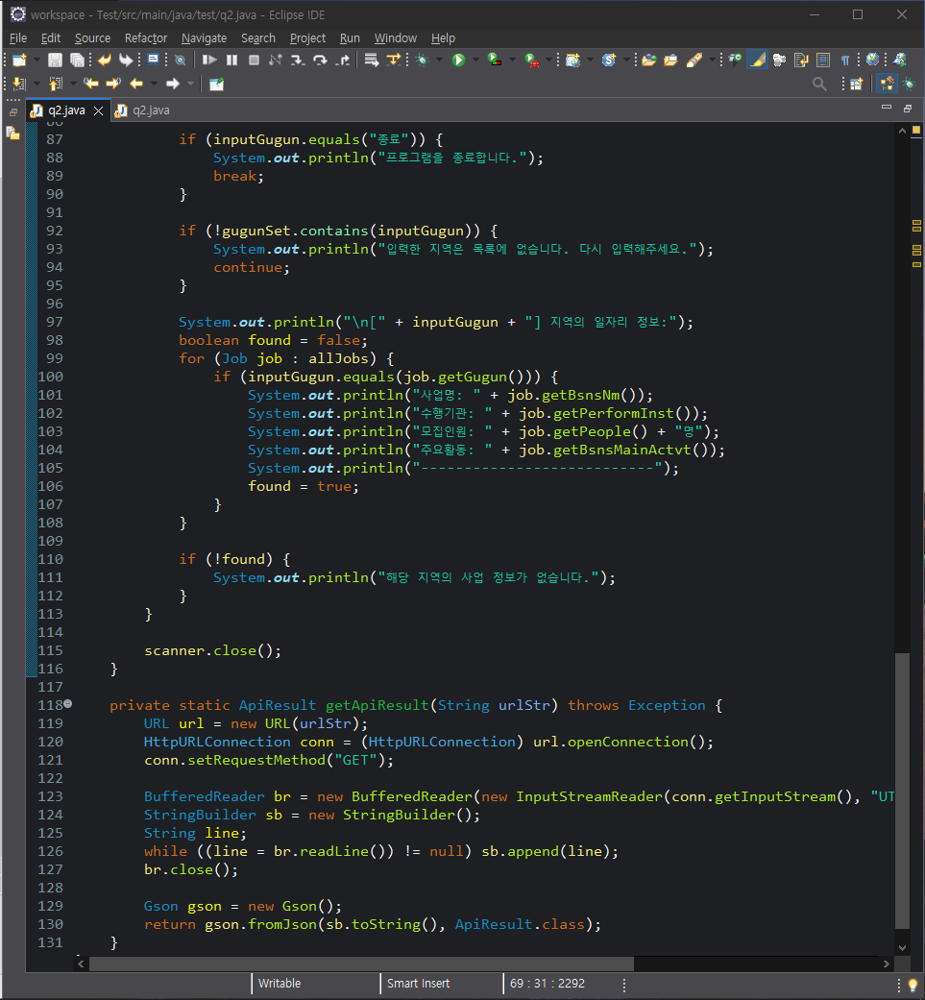 workspace - Test/src/main/java/test/q2.java - Eclipse IDE
File Edit Source Refactor Navigate Search Project Run Window Help
q2.java q2.java
87 if (inputGugun.equals("종료")) {
88 System.out.println("프로그램을 종료합니다.");
89 break;
90 }
91
92 if (!gugunSet.contains(inputGugun)) {
93 System.out.println("입력한 지역은 목록에 없습니다. 다시 입력해주세요.");
94 continue;
95 }
96
97 System.out.println("\n[" + inputGugun + "] 지역의 일자리 정보:");
98 boolean found = false;
99 for (Job job : allJobs) {
100 if (inputGugun.equals(job.getGugun())) {
101 System.out.println("사업명: " + job.getBsnsNm());
102 System.out.println("수행기관: " + job.getPerformInst());
103 System.out.println("모집인원: " + job.getPeople() + "명");
104 System.out.println("주요활동: " + job.getBsnsMainActvt());
105 System.out.println("---------------------------");
106 found = true;
107 }
108 }
109
110 if (!found) {
111 System.out.println("해당 지역의 사업 정보가 없습니다.");
112 }
113 }
114
115 scanner.close();
116 }
117
118 private static ApiResult getApiResult(String urlStr) throws Exception {
119 URL url = new URL(urlStr);
120 HttpURLConnection conn = (HttpURLConnection) url.openConnection();
121 conn.setRequestMethod("GET");
122
123 BufferedReader br = new BufferedReader(new InputStreamReader(conn.getInputStream(), "UT
124 StringBuilder sb = new StringBuilder();
125 String line;
126 while ((line = br.readLine()) != null) sb.append(line);
127 br.close();
128
129 Gson gson = new Gson();
130 return gson.fromJson(sb.toString(), ApiResult.class);
131 }
Writable Smart Insert 69 : 31 : 2292